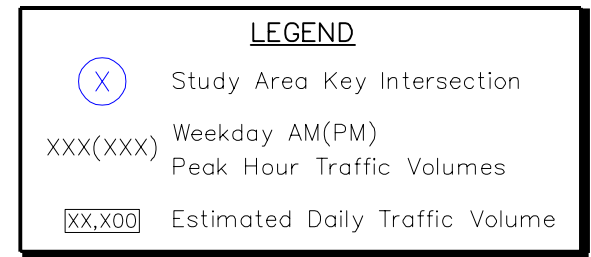 LEGEND
X Study Area Key Intersection
XXX(XXX) Weekday AM(PM)
Peak Hour Traffic Volumes
XX,X00 Estimated Daily Traffic Volume